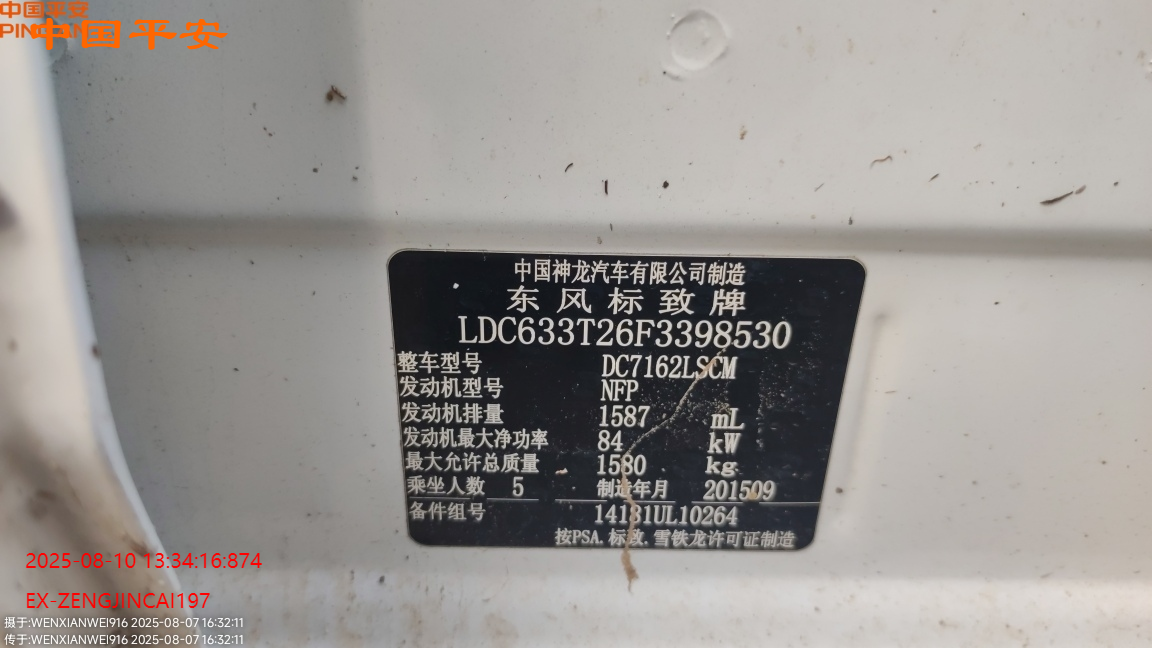 中国平安
中国平安
中国神龙汽车有限公司制造
东风标致牌
LDC633T26F3398530
整车型号 DC7162LSCM
发动机型号 NFP
发动机排量 1587 mL
发动机最大净功率 84 kW
最大允许总质量 1580 kg
乘坐人数 5 制造年月 201509
备件组号 14131UL10264
按PSA.标致.雪铁龙许可证制造
2025-08-10 13:34:16:874
EX-ZENGJINCAI197
摄于:WENXIANWEI916 2025-08-07 16:32:11
传于:WENXIANWEI916 2025-08-07 16:32:11